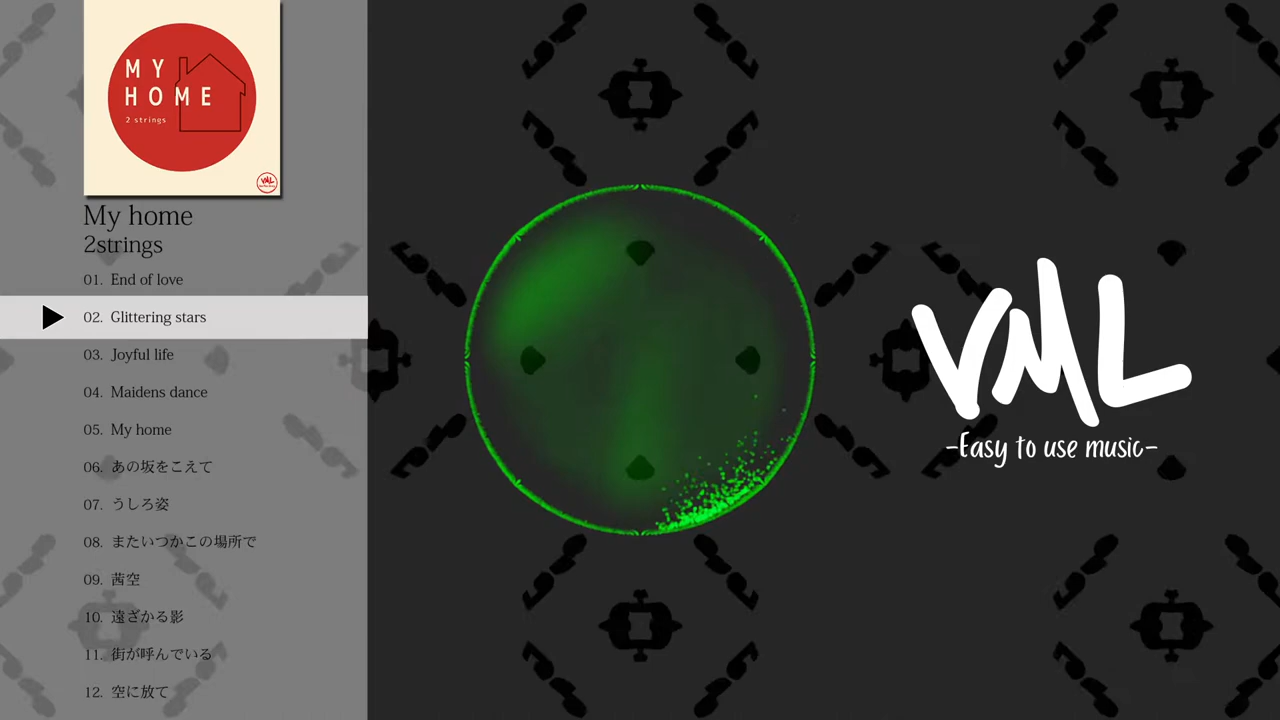 MY
HOME
2 strings
VML
My home
2strings
01. End of love
02. Glittering stars
03. Joyful life
04. Maidens dance
05. My home
06. あの坂をこえて
07. うしろ姿
08. またいつかこの場所で
09. 茜空
10. 遠ざかる影
11. 街が呼んでいる
12. 空に放て
VML
-Easy to use music-